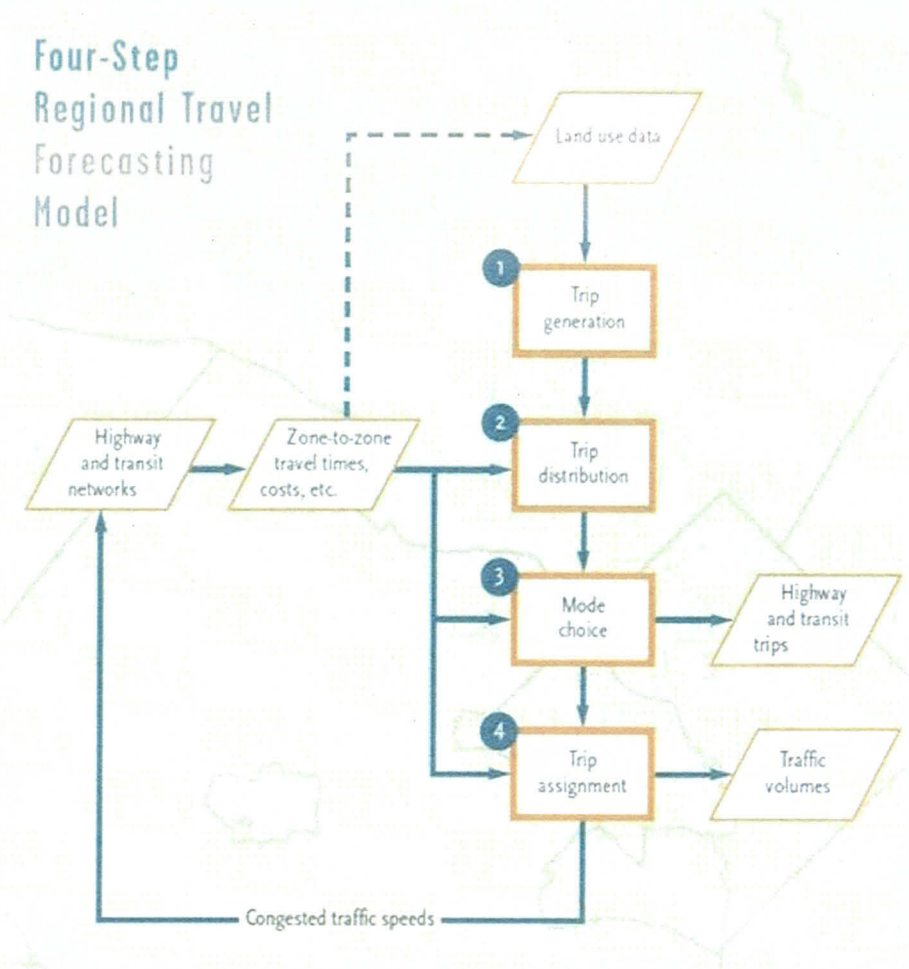 Four-Step
Regional Travel
Forecasting
Model
Land use data
1
Trip
generation
2
Trip
distribution
Highway
and transit
networks
Zone-to-zone
travel times,
costs, etc.
3
Mode
choice
Highway
and transit
trips
4
Trip
assignment
Traffic
volumes
Congested traffic speeds